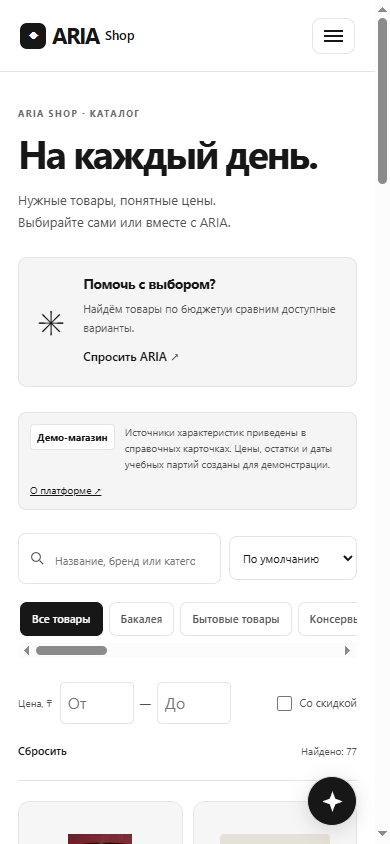 ARIA Shop
ARIA SHOP · КАТАЛОГ
На каждый день.
Нужные товары, понятные цены.
Выбирайте сами или вместе с ARIA.
Помочь с выбором?
Найдём товары по бюджетуи сравним доступные
варианты.
Спросить ARIA ↗
Демо-магазин
Источники характеристик приведены в
справочных карточках. Цены, остатки и даты
учебных партий созданы для демонстрации.
О платформе ↗
Название, бренд или катего
По умолчанию
Все товары
Бакалея
Бытовые товары
Консервы
Цена, ₸
От
—
До
Со скидкой
Сбросить
Найдено: 77